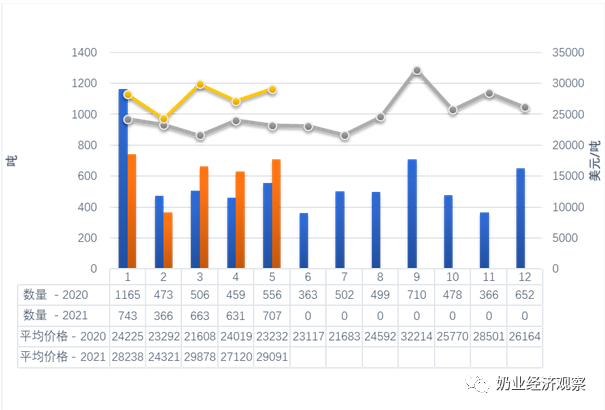 1400 35000
1200 30000
1000 25000
800 20000
600 15000
400 10000
200 5000
0 0
吨
美元/吨
1 2 3 4 5 6 7 8 9 10 11 12
数量 - 2020 1165 473 506 459 556 363 502 499 710 478 366 652
数量 - 2021 743 366 663 631 707 0 0 0 0 0 0 0
平均价格 - 2020 24225 23292 21608 24019 23232 23117 21683 24592 32214 25770 28501 26164
平均价格 - 2021 28238 24321 29878 27120 29091
奶业经济观察